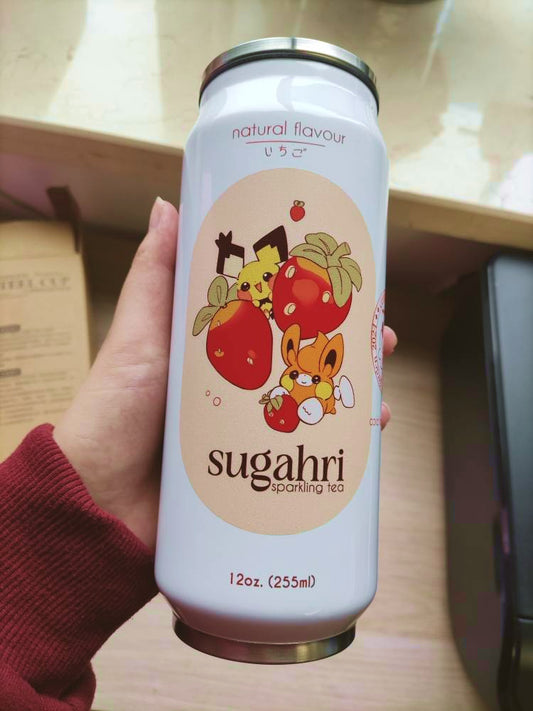 natural flavour
いちご
sugahri
sparkling tea
12oz. (255ml)